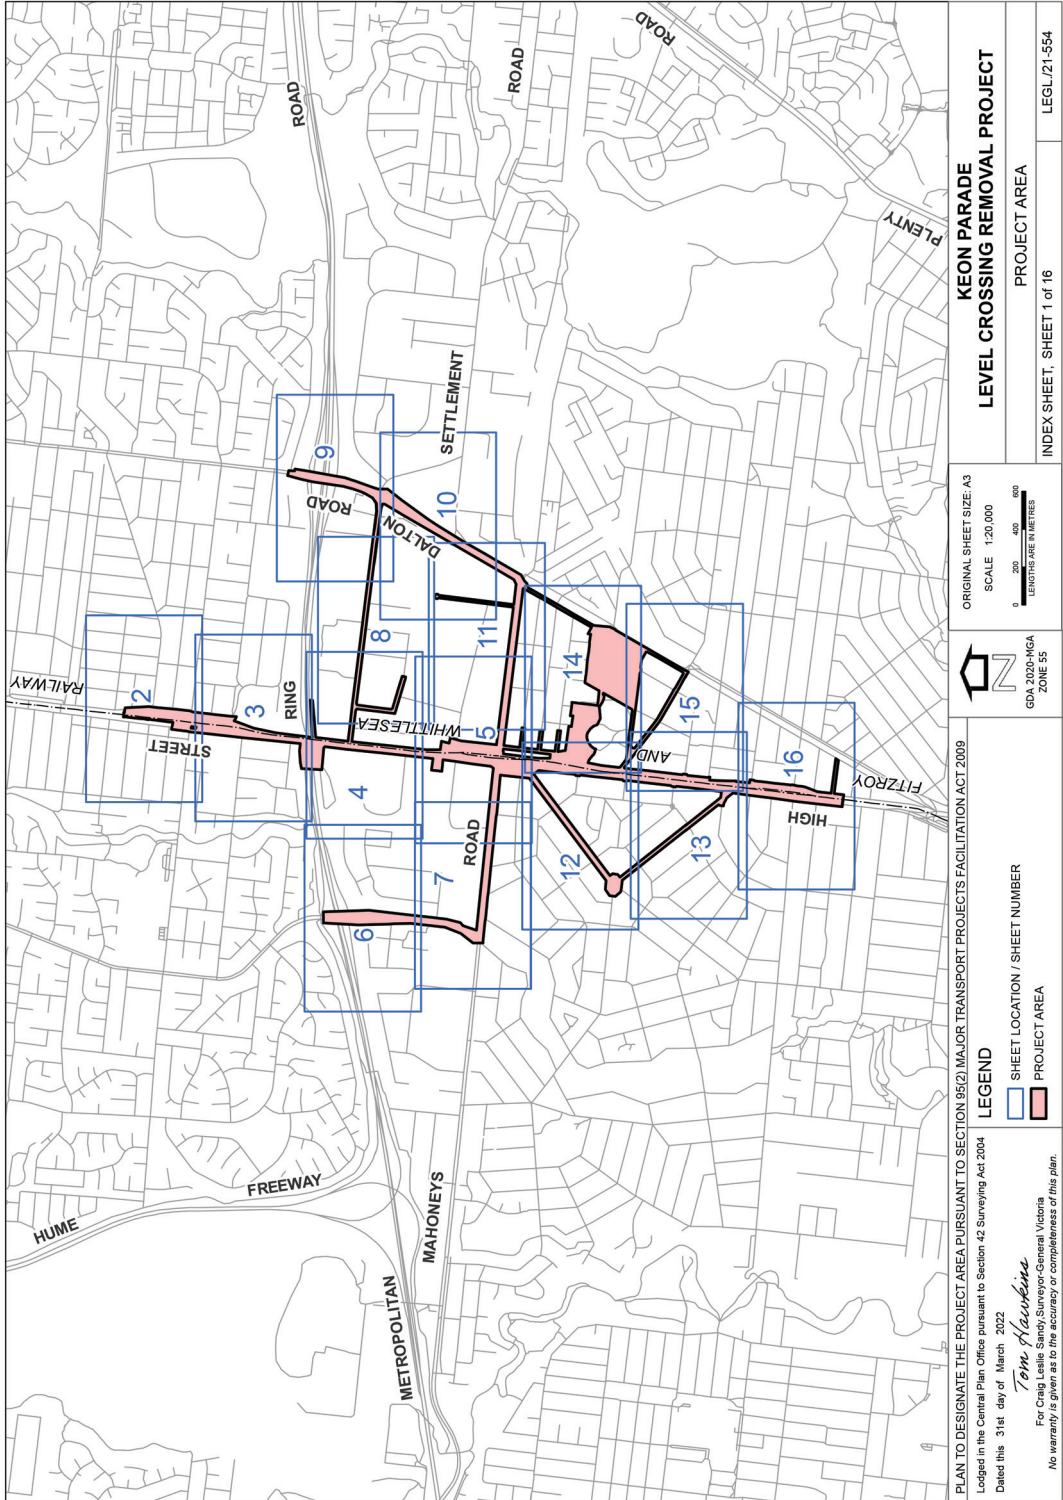 ROAD
ROAD
ROAD
PLENTY
SETTLEMENT
RAILWAY
STREET
RING
ROAD
DALTON
WHITTLESEA
ROAD
AND
HIGH
FITZROY
HUME
FREEWAY
METROPOLITAN
MAHONEYS
2
3
4
5
6
7
8
9
10
11
12
13
14
15
16
PLAN TO DESIGNATE THE PROJECT AREA PURSUANT TO SECTION 95(2) MAJOR TRANSPORT PROJECTS FACILITATION ACT 2009
Lodged in the Central Plan Office pursuant to Section 42 Surveying Act 2004
Dated this 31st day of March 2022
Tom Hawkins
For Craig Leslie Sandy, Surveyor-General Victoria
No warranty is given as to the accuracy or completeness of this plan.
LEGEND
SHEET LOCATION / SHEET NUMBER
PROJECT AREA
N
GDA 2020-MGA
ZONE 55
ORIGINAL SHEET SIZE: A3
SCALE 1:20,000
0 200 400 600
LENGTHS ARE IN METRES
KEON PARADE
LEVEL CROSSING REMOVAL PROJECT
PROJECT AREA
INDEX SHEET, SHEET 1 of 16
LEGL./21-554